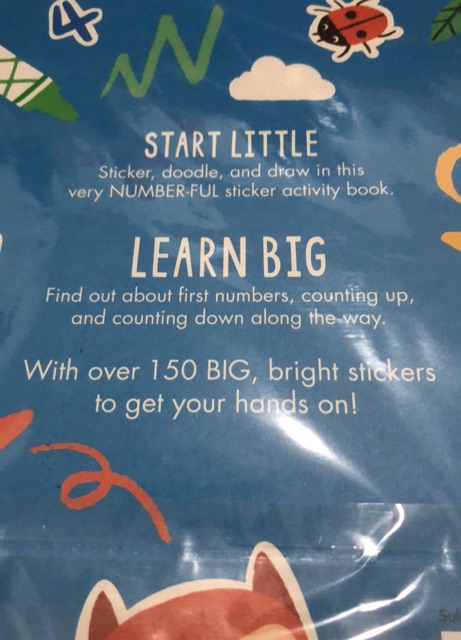 4
START LITTLE
Sticker, doodle, and draw in this
very NUMBER-FUL sticker activity book.
LEARN BIG
Find out about first numbers, counting up,
and counting down along the way.
With over 150 BIG, bright stickers
to get your hands on!